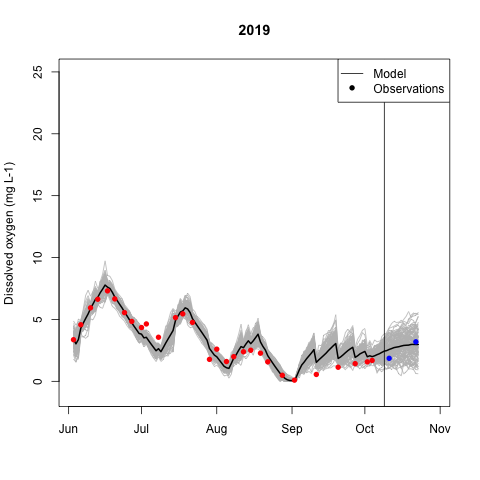 2019
Model
Observations
Dissolved oxygen (mg L-1)
25
20
15
10
5
0
Jun Jul Aug Sep Oct Nov